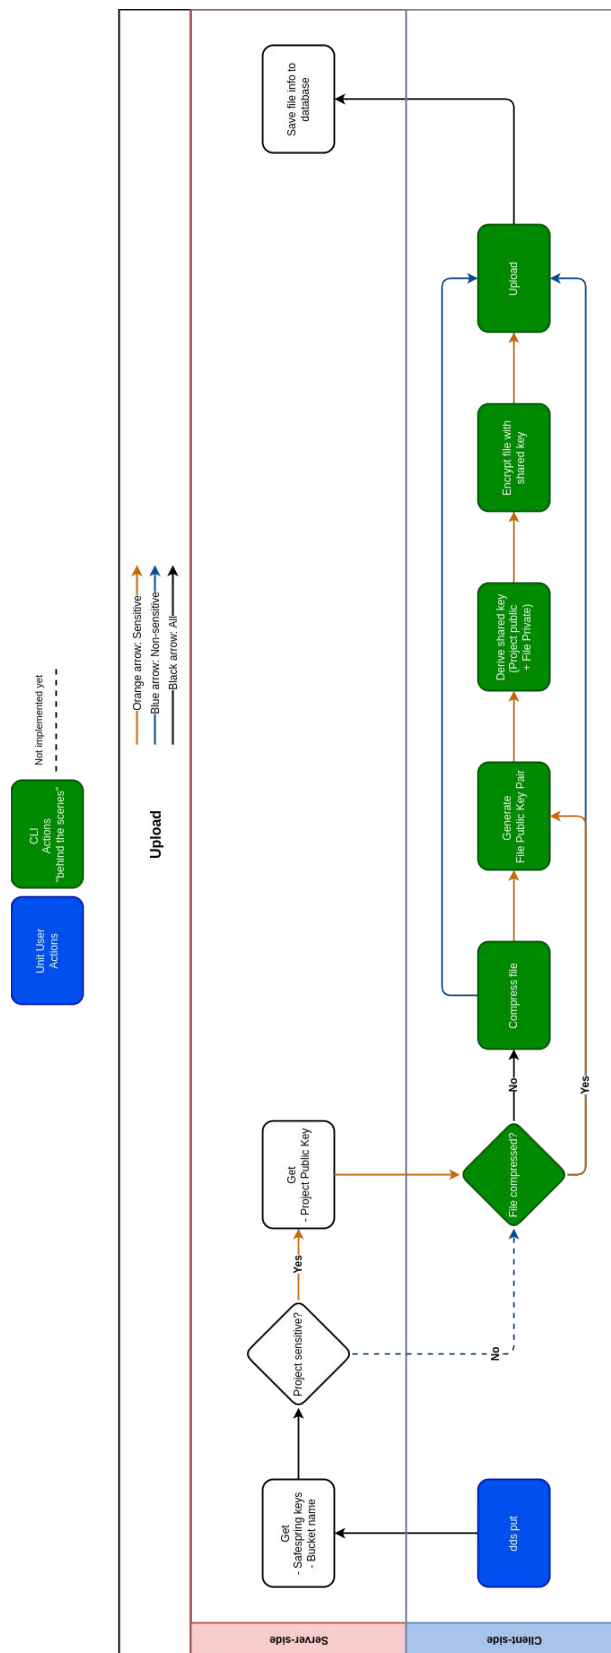 Unit User
Actions
CLI
Actions
"behind the scenes"
Not implemented yet
Upload
Orange arrow: Sensitive
Blue arrow: Non-sensitive
Black arrow: All
Server-side
Get
- Safespring keys
- Bucket name
Project sensitive?
Yes
No
Get
- Project Public Key
Save file info to
database
Client-side
dds put
File compressed?
No
Yes
Compress file
Generate
File Public Key Pair
Derive shared key
(Project public
+ File Private)
Encrypt file with
shared key
Upload